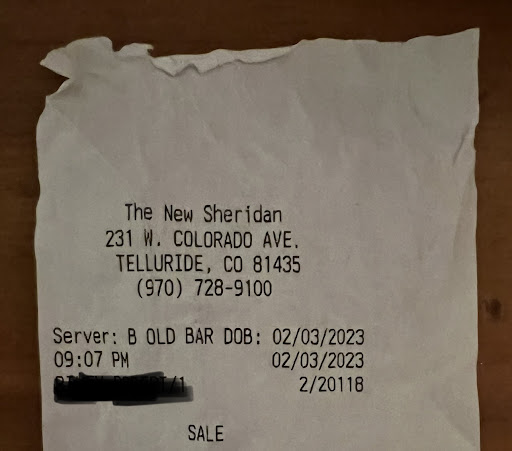 The New Sheridan
231 W. COLORADO AVE.
TELLURIDE, CO 81435
(970) 728-9100
Server: B OLD BAR DOB: 02/03/2023
09:07 PM 02/03/2023
/1 2/20118
SALE